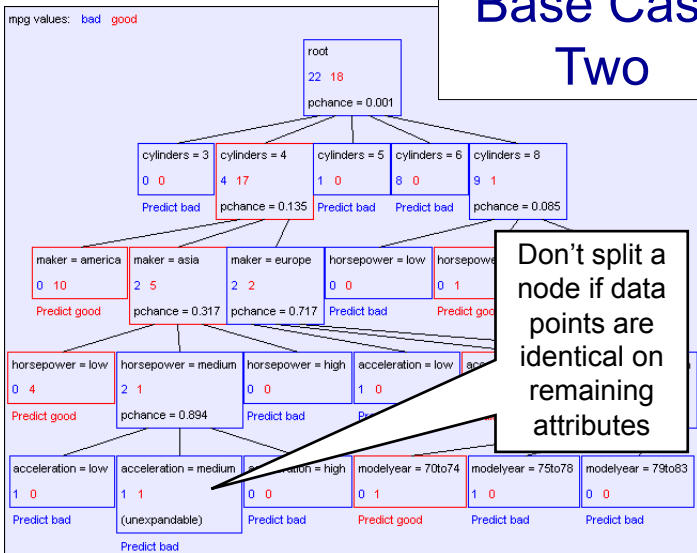 mpg values: bad good
Base Cas
Two
root
22 18
pchance = 0.001
cylinders = 3
0 0
Predict bad
cylinders = 4
4 17
pchance = 0.135
cylinders = 5
1 0
Predict bad
cylinders = 6
8 0
Predict bad
cylinders = 8
9 1
pchance = 0.085
maker = america
0 10
Predict good
maker = asia
2 5
pchance = 0.317
maker = europe
2 2
pchance = 0.717
horsepower = low
0 0
Predict bad
horsepowe
0 1
Predict goo
Don't split a
node if data
points are
identical on
remaining
attributes
horsepower = low
0 4
Predict good
horsepower = medium
2 1
pchance = 0.894
horsepower = high
0 0
Predict bad
acceleration = low
1 0
acceleration = low
1 0
Predict bad
acceleration = medium
1 1
(unexpandable)
Predict bad
ration = high
0 0
Predict bad
modelyear = 70to74
0 1
Predict good
modelyear = 75to78
1 0
Predict bad
modelyear = 79to83
0 0
Predict bad